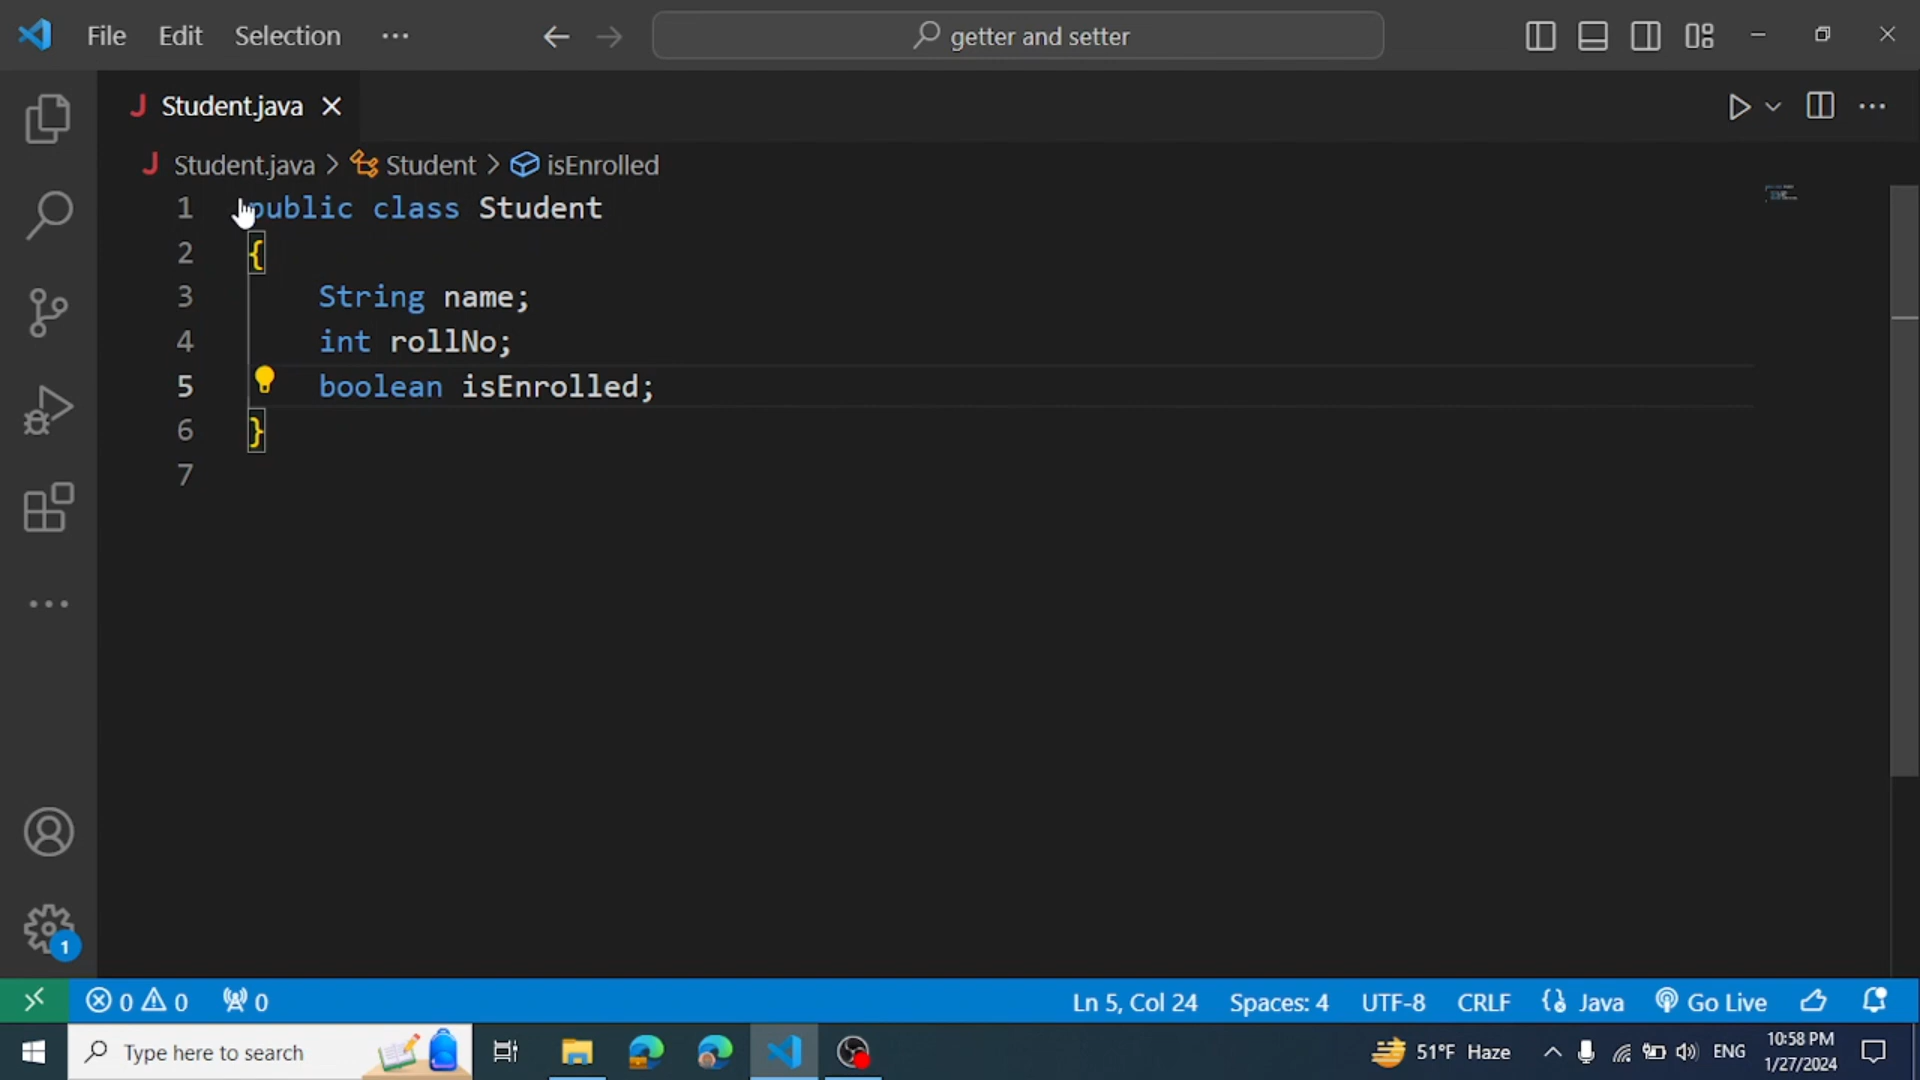 File Edit Selection ··· getter and setter
Student.java
Student.java > Student > isEnrolled
1 public class Student
2 {
3 String name;
4 int rollNo;
5 boolean isEnrolled;
6 }
7
1
0 0 0 Ln 5, Col 24 Spaces: 4 UTF-8 CRLF Java Go Live
Type here to search 51°F Haze ENG 10:58 PM
1/27/2024